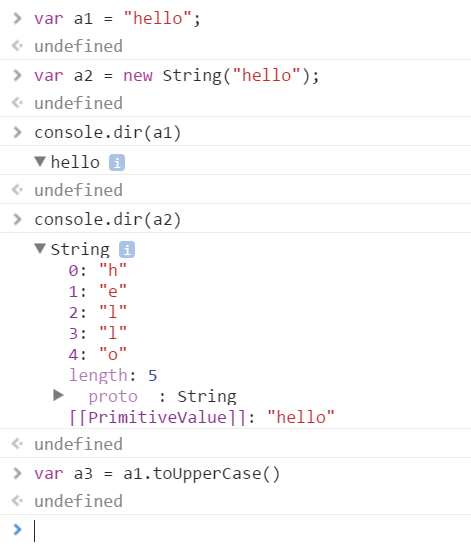 > var a1 = "hello";
< undefined
> var a2 = new String("hello");
< undefined
> console.dir(a1)
▼ hello i
< undefined
> console.dir(a2)
▼ String i
0: "h"
1: "e"
2: "l"
3: "l"
4: "o"
length: 5
▶ proto : String
[[PrimitiveValue]]: "hello"
< undefined
> var a3 = a1.toUpperCase()
< undefined
>